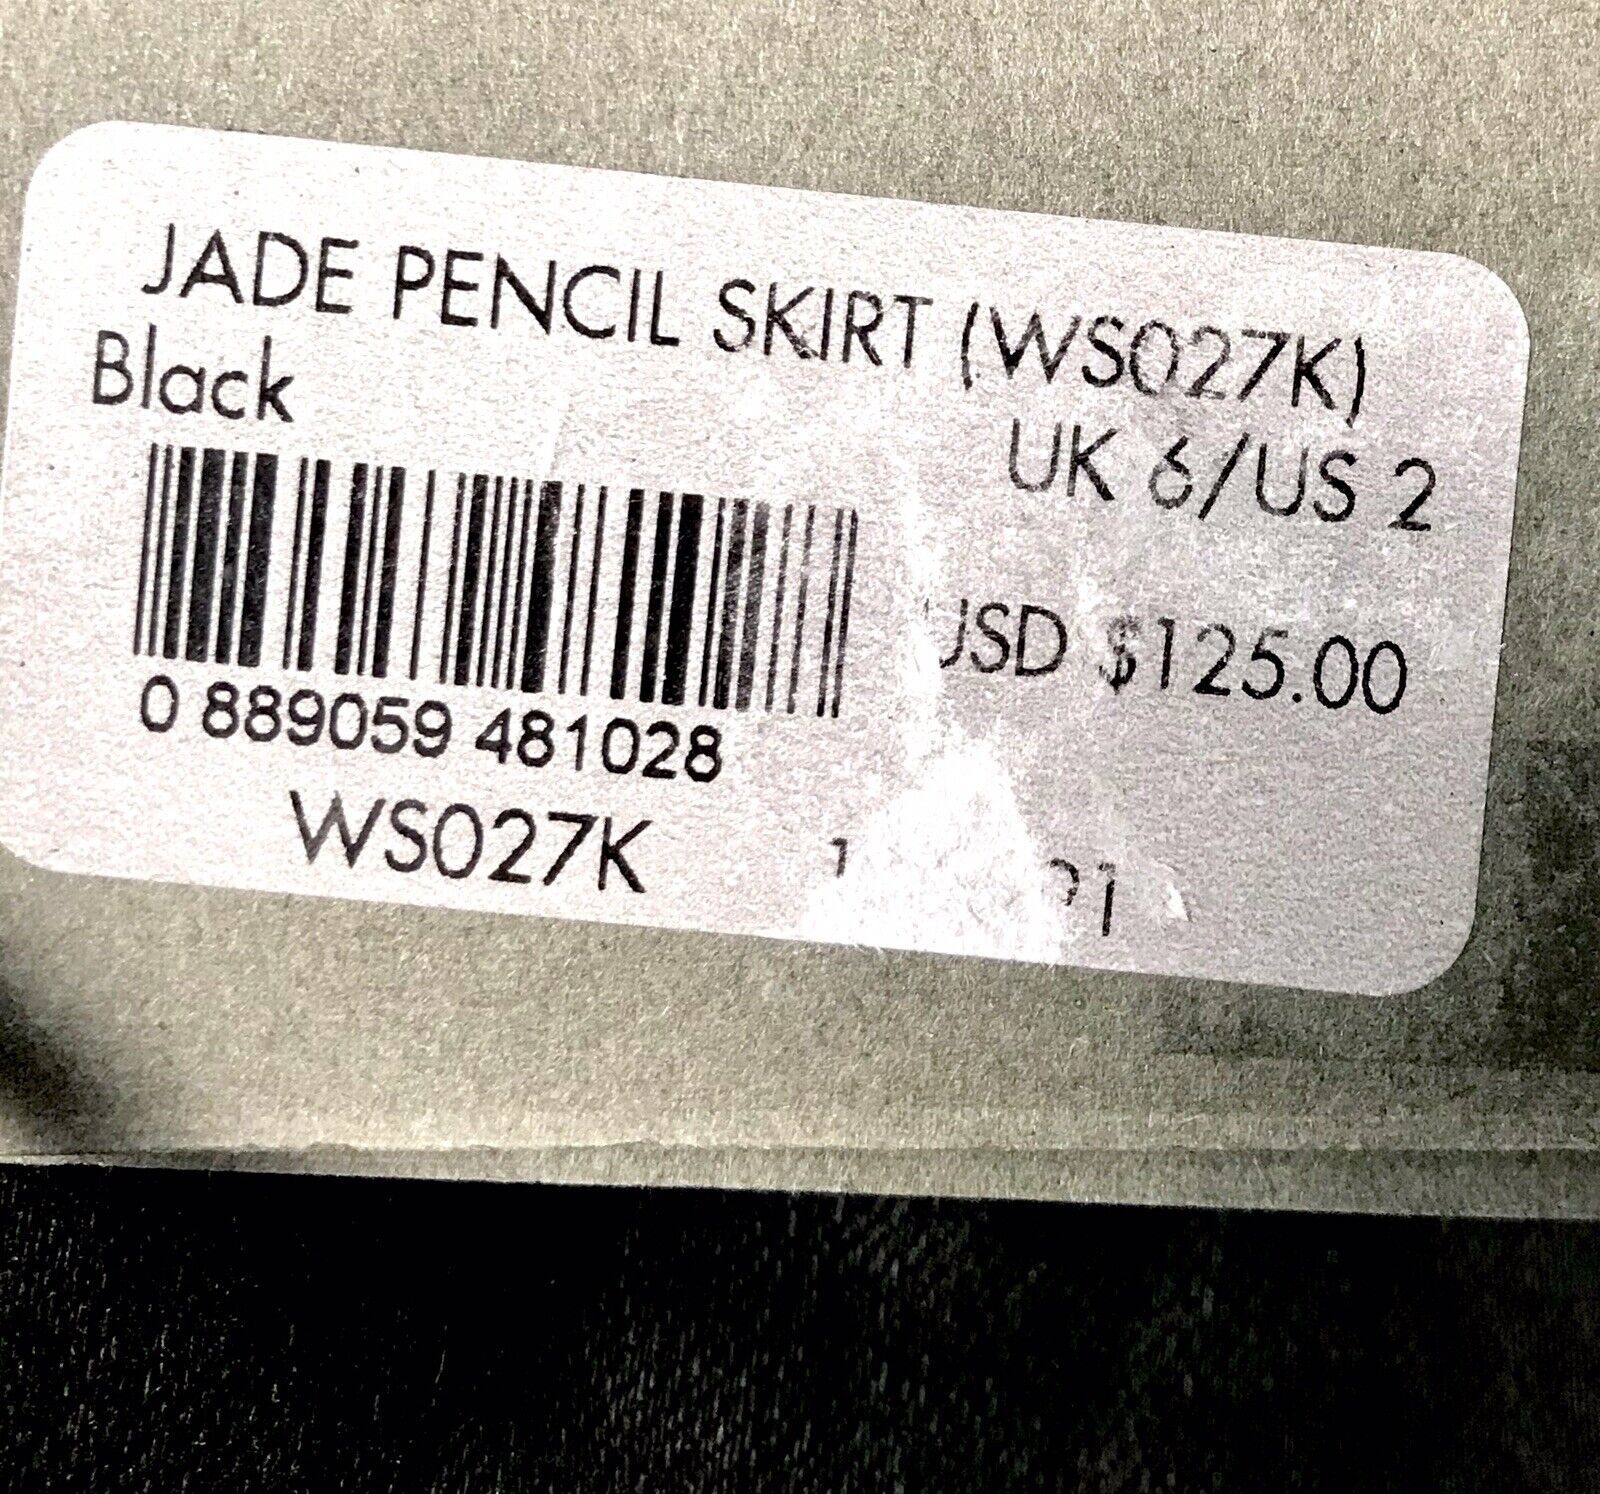 JADE PENCIL SKIRT (WS027K)
Black
UK 6/US 2
USD $125.00
0 889059 481028
WS027K